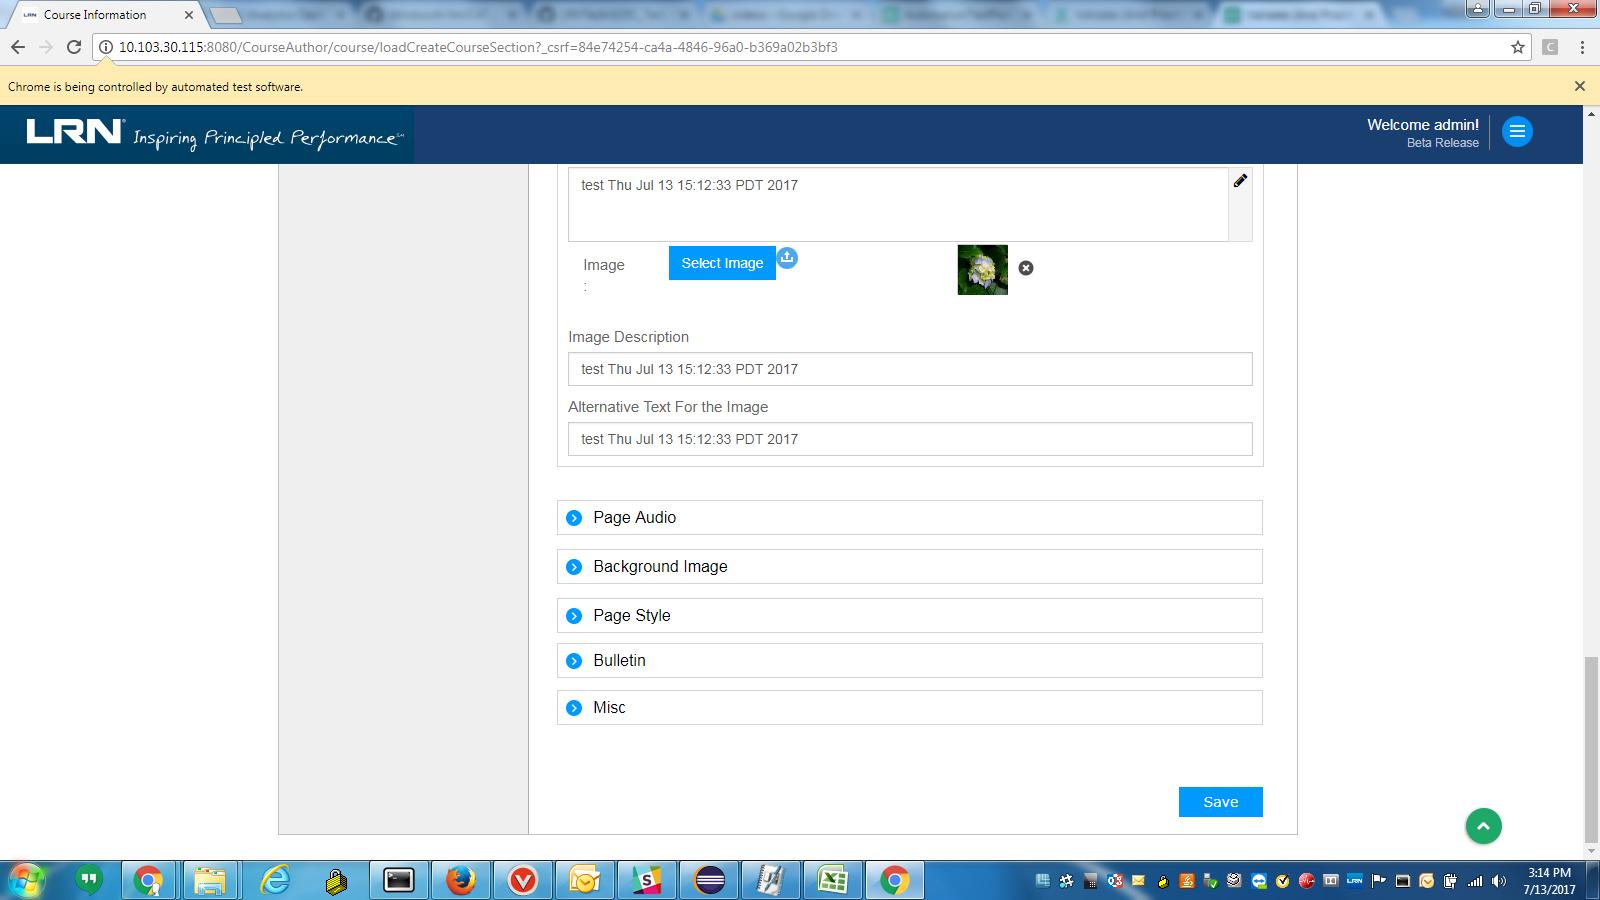 LRN Course Information
10.103.30.115:8080/CourseAuthor/course/loadCreateCourseSection?_csrf=84e74254-ca4a-4846-96a0-b369a02b3bf3
Chrome is being controlled by automated test software.
LRN Inspiring Principled Performance
Welcome admin!
Beta Release
test Thu Jul 13 15:12:33 PDT 2017
Image
:
Select Image
Image Description
test Thu Jul 13 15:12:33 PDT 2017
Alternative Text For the Image
test Thu Jul 13 15:12:33 PDT 2017
Page Audio
Background Image
Page Style
Bulletin
Misc
Save
3:14 PM
7/13/2017